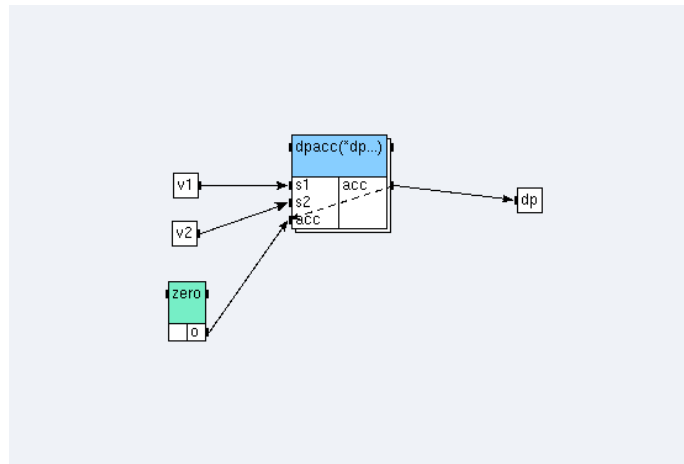 dpacc(*dp...)
v1
s1 acc
s2
acc
v2
dp
zero
o